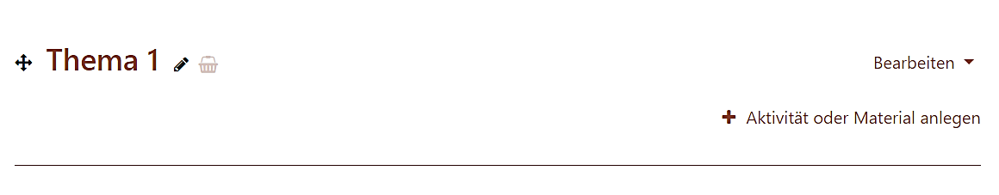 Thema 1
Bearbeiten
Aktivität oder Material anlegen